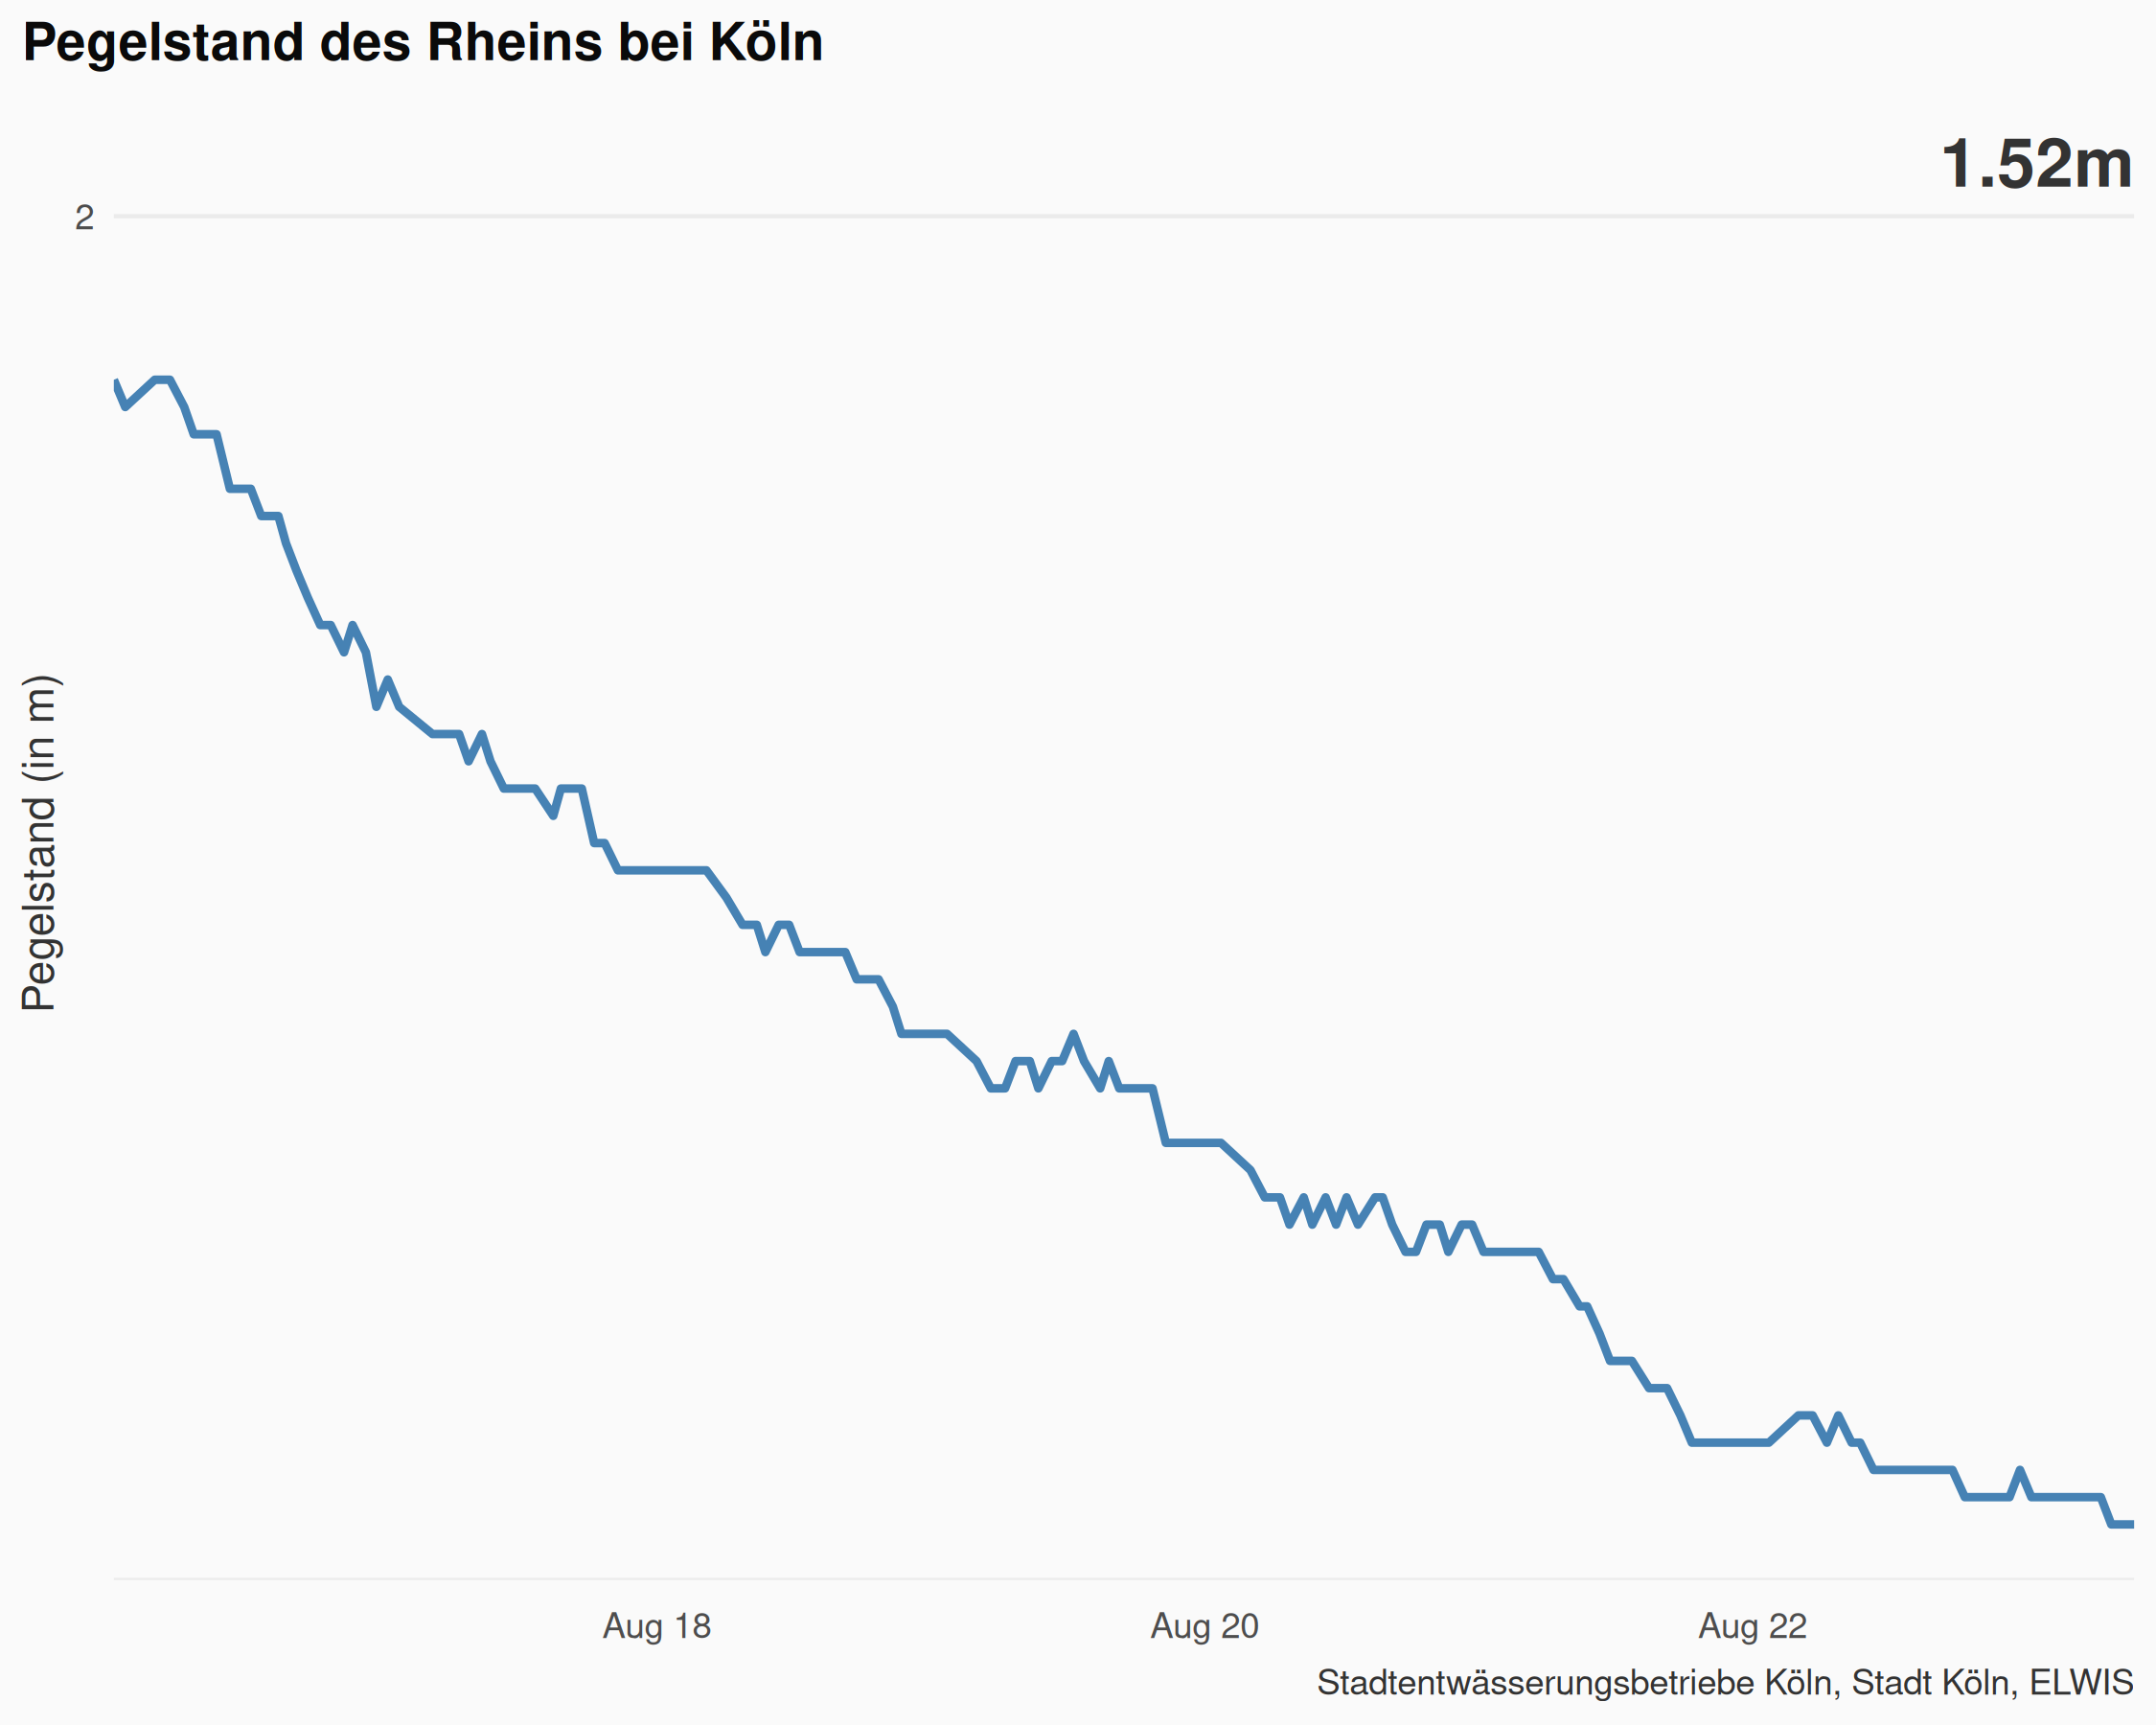 Pegelstand des Rheins bei Köln
1.52m
2
Pegelstand (in m)
Aug 18
Aug 20
Aug 22
Stadtentwässerungsbetriebe Köln, Stadt Köln, ELWIS